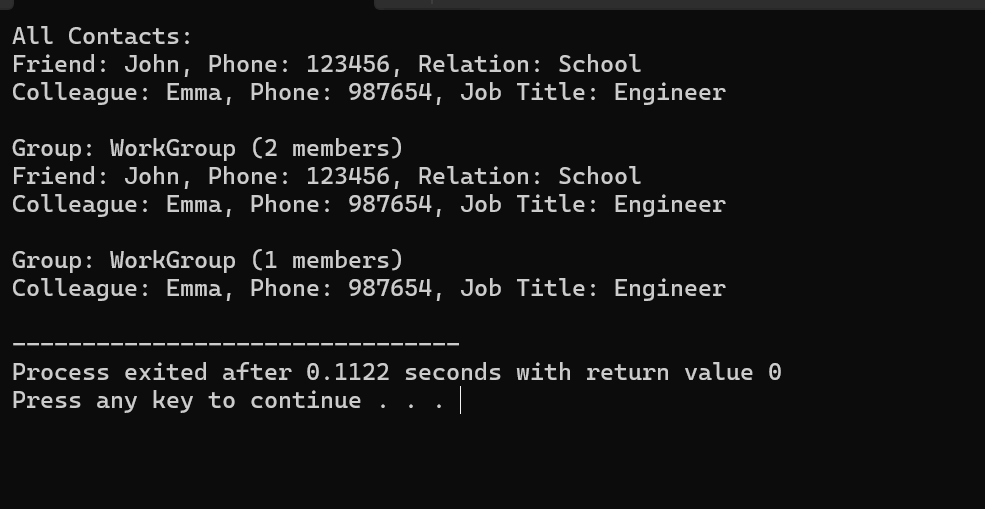 All Contacts:
Friend: John, Phone: 123456, Relation: School
Colleague: Emma, Phone: 987654, Job Title: Engineer
Group: WorkGroup (2 members)
Friend: John, Phone: 123456, Relation: School
Colleague: Emma, Phone: 987654, Job Title: Engineer
Group: WorkGroup (1 members)
Colleague: Emma, Phone: 987654, Job Title: Engineer
--------------------------------
Process exited after 0.1122 seconds with return value 0
Press any key to continue . . .